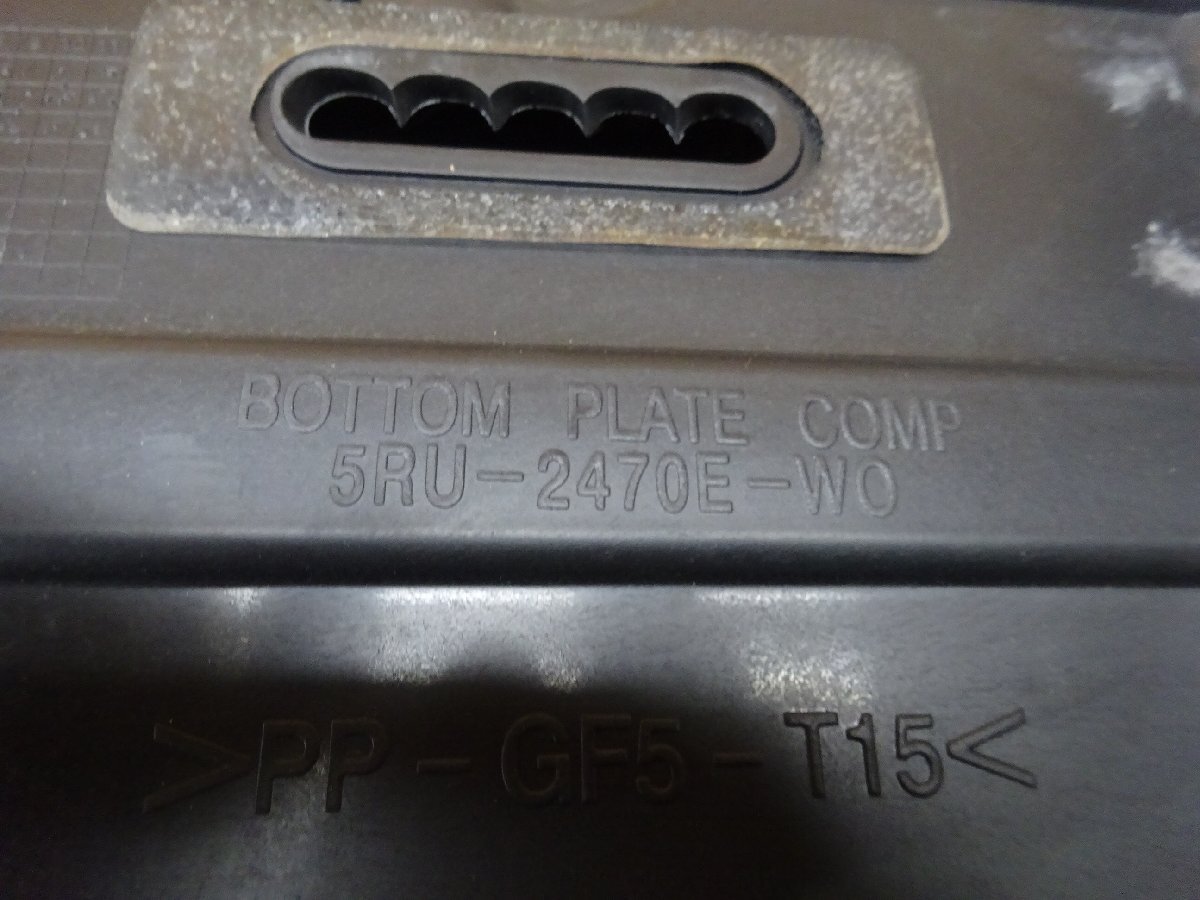 BOTTOM PLATE COMP
5RU-2470E-W0
>PP-GF5-T15<